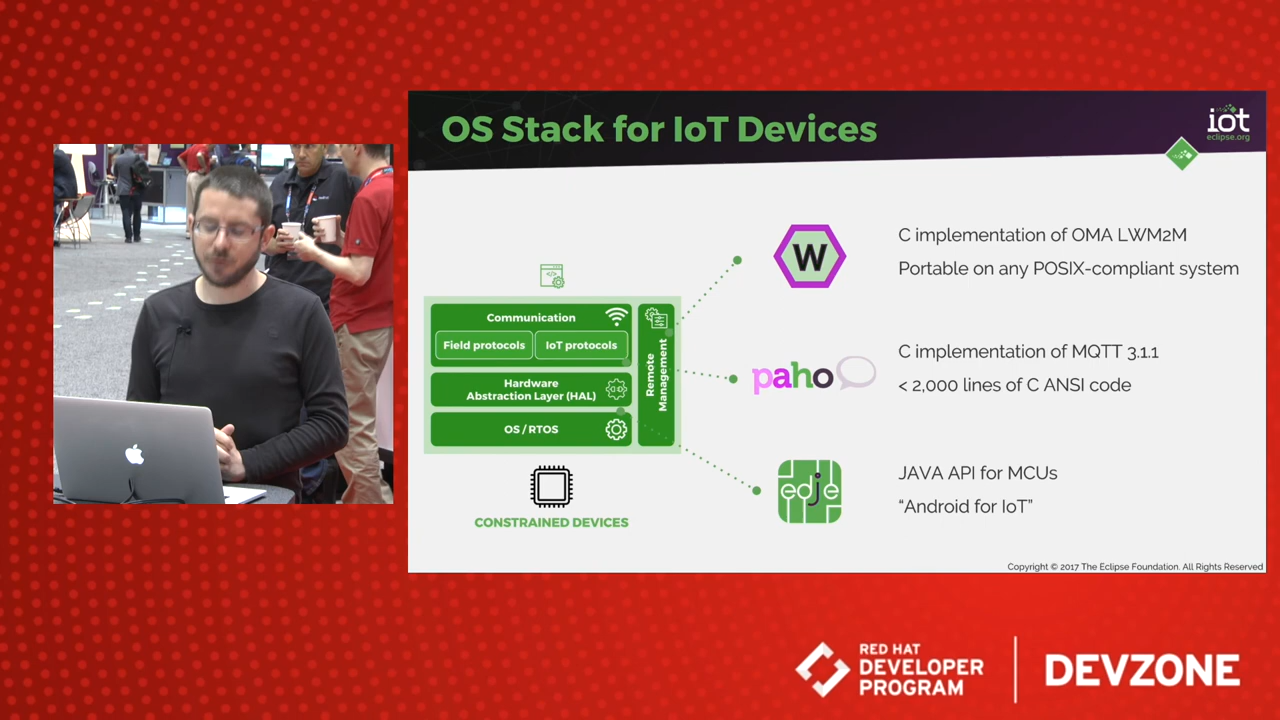 OS Stack for IoT Devices
iot
eclipse.org
W
C implementation of OMA LWM2M
Portable on any POSIX-compliant system
Communication
Field protocols
IoT protocols
Remote
Management
Hardware
Abstraction Layer (HAL)
OS / RTOS
CONSTRAINED DEVICES
paho
C implementation of MQTT 3.1.1
< 2,000 lines of C ANSI code
edje
JAVA API for MCUs
“Android for IoT”
Copyright © 2017 The Eclipse Foundation. All Rights Reserved
RED HAT
DEVELOPER
PROGRAM
DEVZONE